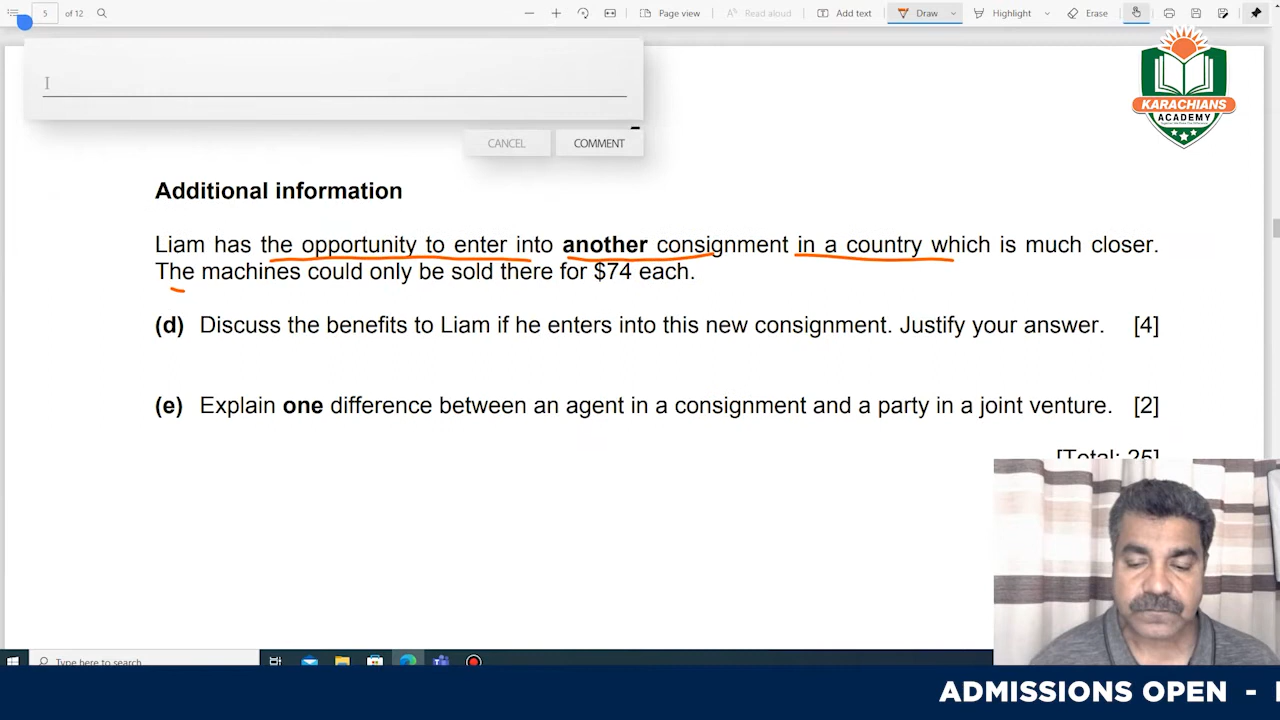 5 of 12 Page view Read aloud Add text Draw Highlight Erase
KARACHIANS
ACADEMY
CANCEL COMMENT
Additional information
Liam has the opportunity to enter into another consignment in a country which is much closer.
The machines could only be sold there for $74 each.
(d) Discuss the benefits to Liam if he enters into this new consignment. Justify your answer. [4]
(e) Explain one difference between an agent in a consignment and a party in a joint venture. [2]
[Total: 25]
Type here to search
ADMISSIONS OPEN -